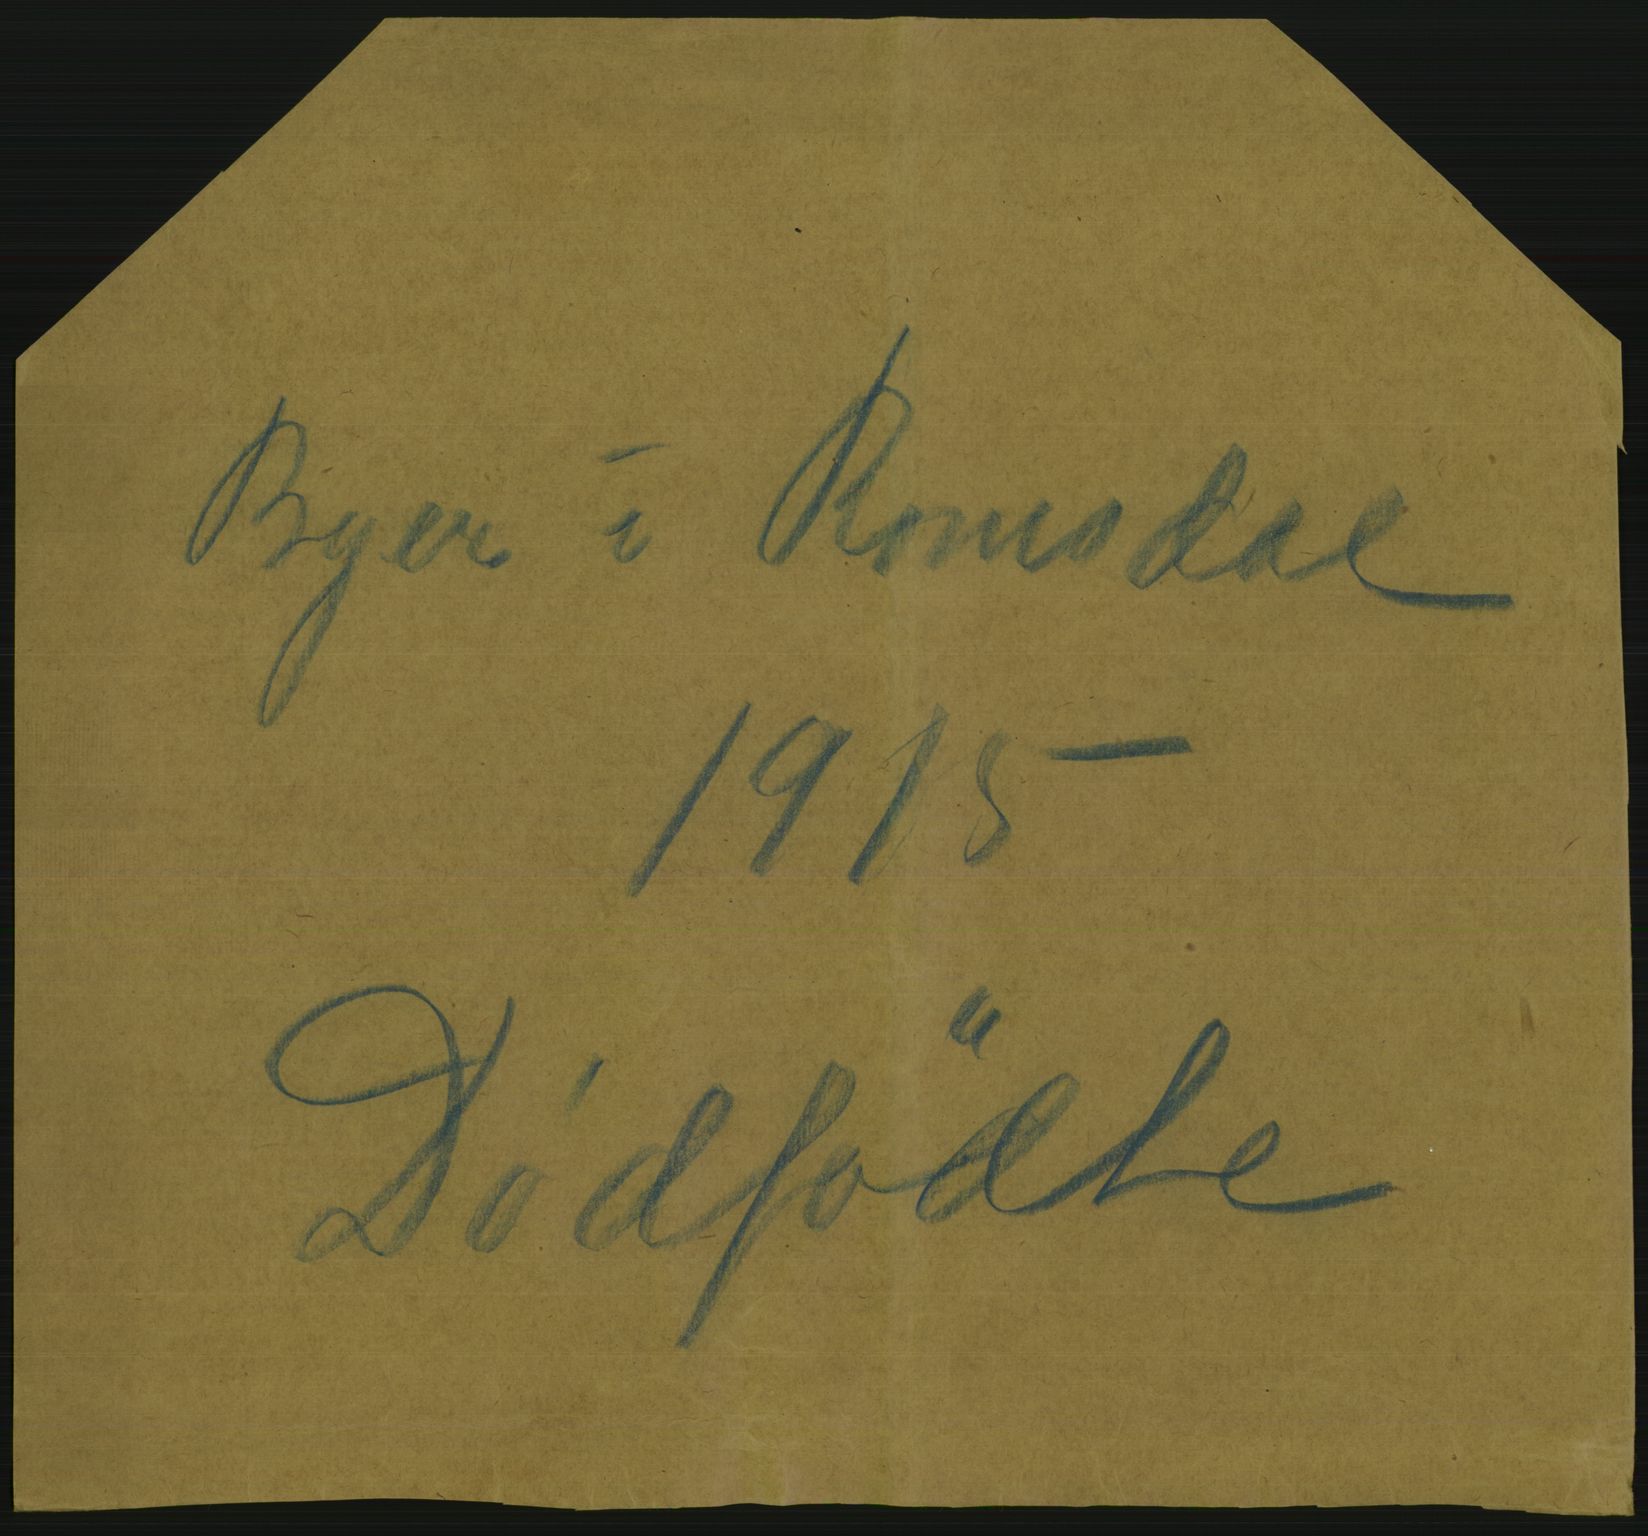 Byer i Romsdal
1915
Dödfödte